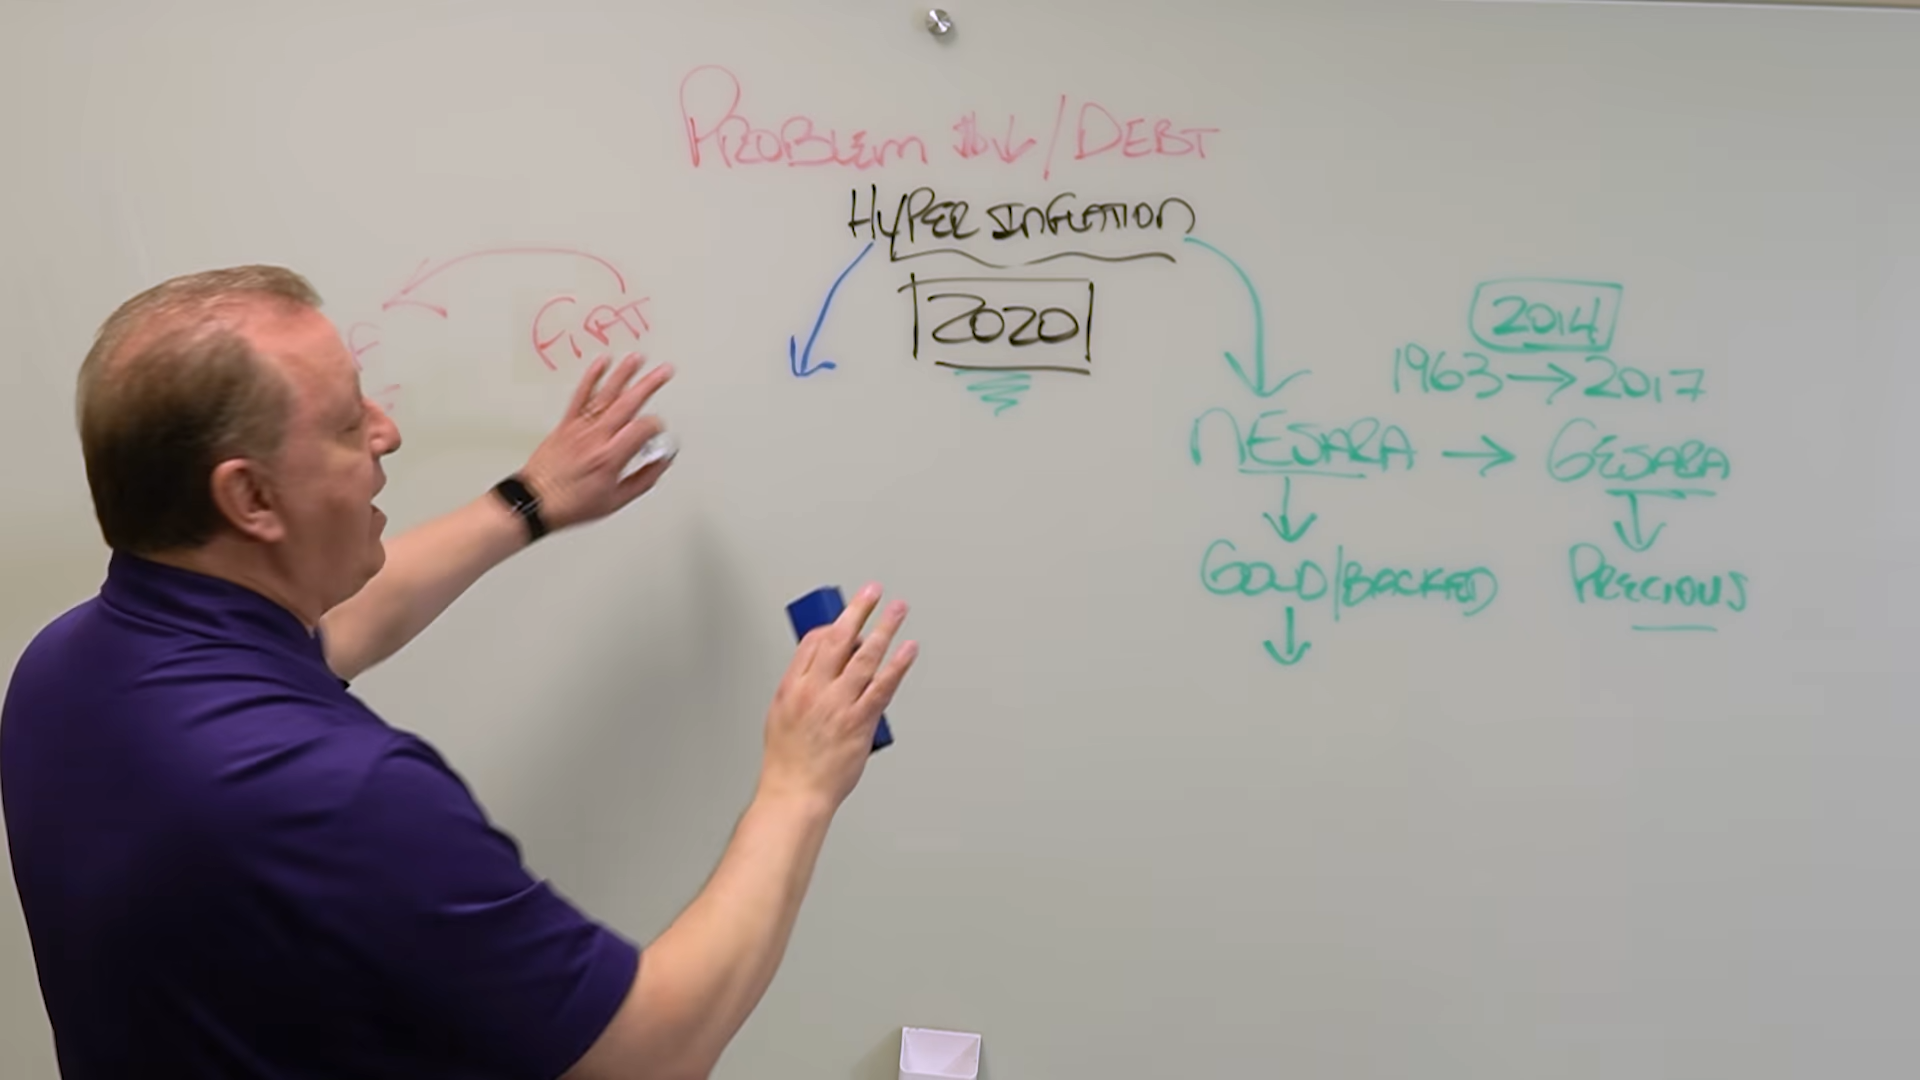 PROBLEM $↓/DEBT
HYPER INFLATION
2020
FIAT
2014
1963→2017
NESARA → GESARA
GOLD/BACKED
PRECIOUS